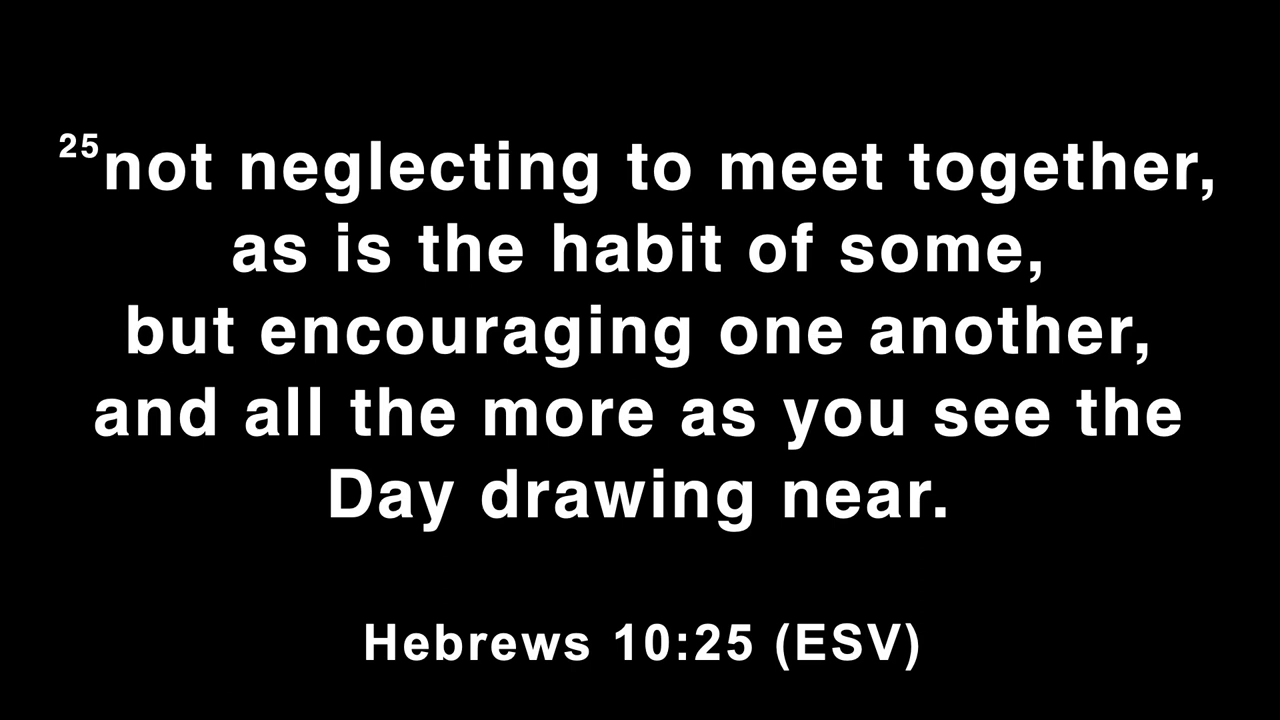 25not neglecting to meet together,
as is the habit of some,
but encouraging one another,
and all the more as you see the
Day drawing near.
Hebrews 10:25 (ESV)